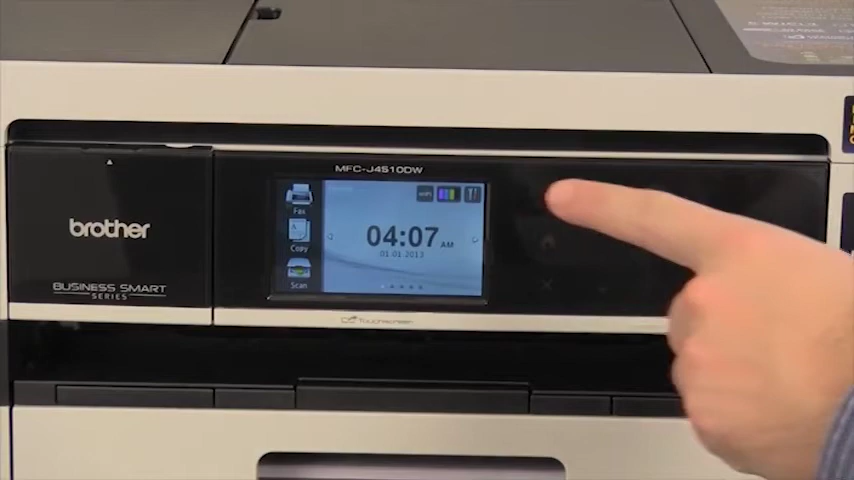 MFC-J4510DW
brother
BUSINESS SMART
SERIES
Fax
Copy
Scan
04:07 AM
01-01-2013
Touchscreen